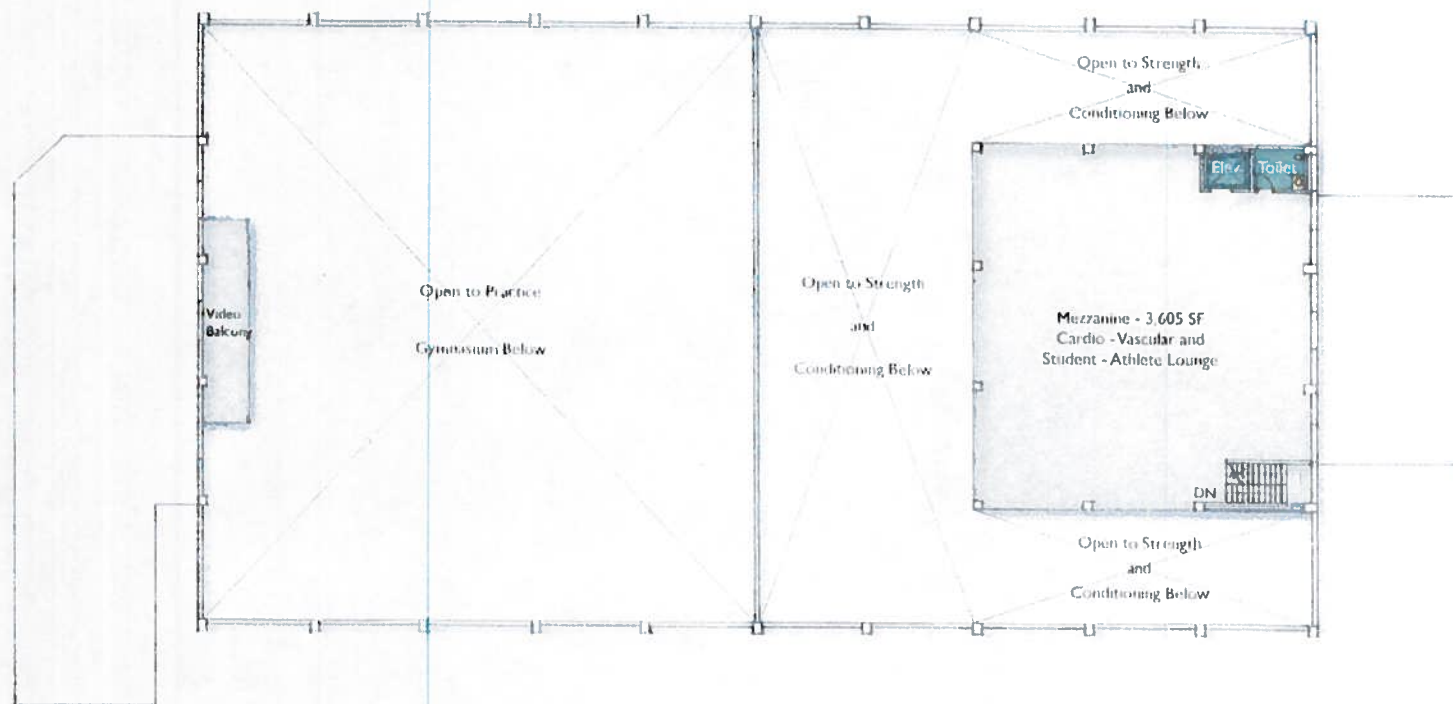 Open to Strength
and
Conditioning Below
Elev.
Toilet
Open to Practice
Gymnasium Below
Video
Balcony
Open to Strength
and
Conditioning Below
Mezzanine - 3,605 SF
Cardio - Vascular and
Student - Athlete Lounge
DN
Open to Strength
and
Conditioning Below